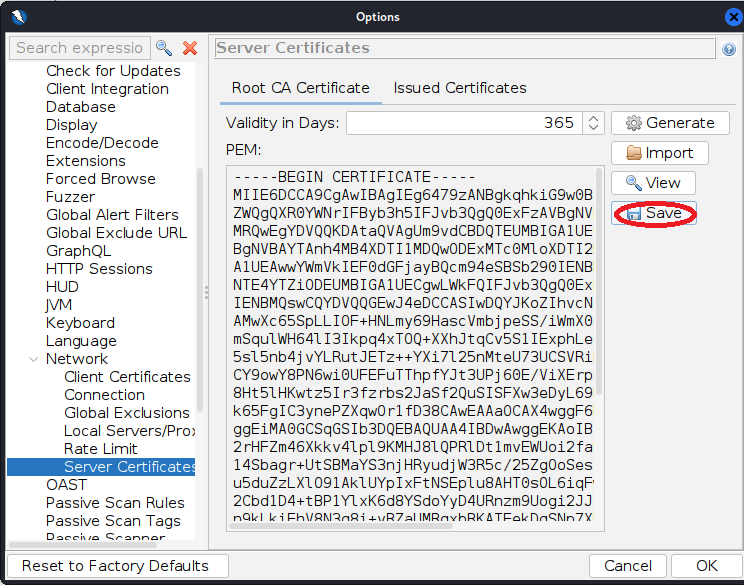 Options
Search expressio
Server Certificates
Check for Updates
Client Integration
Database
Display
Encode/Decode
Extensions
Forced Browse
Fuzzer
Global Alert Filters
Global Exclude URL
GraphQL
HTTP Sessions
HUD
JVM
Keyboard
Language
Network
Client Certificates
Connection
Global Exclusions
Local Servers/Prox
Rate Limit
Server Certificates
OAST
Passive Scan Rules
Passive Scan Tags
Passive Scanner
Root CA Certificate
Issued Certificates
Validity in Days:
365
PEM:
-----BEGIN CERTIFICATE-----
MIIE6DCCA9CgAwIBAgIEg6479zANBgkqhkiG9w0B
ZWQgQXR0YWNrIFByb3h5IFJvb3QgQ0ExFzAVBgNV
MRQwEgYDVQQKDAtaQVAgUm9vdCBDQTEUMBIGA1UE
BgNVBAYTAnh4MB4XDTI1MDQwODExMTc0MloXDTI2
A1UEAwwYWmVkIEF0dGFjayBQcm94eSBSb290IENB
NTE4YTZiODEUMBIGA1UECgwLWkFQIFJvb3QgQ0Ex
IENBMQswCQYDVQQGEwJ4eDCCASIwDQYJKoZIhvcN
AMwXc65SpLLIOF+HNLmy69HascVmbjpeSS/iWmX0
mSqulWH64lI3Ikpq4xTOQ+XXhJtqCv5S1IExphLe
5sl5nb4jvYLRutJETz++YXi7l25nMteU73UCSVRi
CY9owY8PN6wi0UFEFuTThpfYJt3UPj60E/ViXErp
8Ht5lHKwtz5Ir3fzrbs2JaSf2QuSISFXw3eDyL69
k65FgIC3ynePZXqwOr1fD38CAwEAAaOCAX4wggF6
ggEiMA0GCSqGSIb3DQEBAQUAA4IBDwAwggEKAoIB
2rHFZm46Xkkv4lpl9KMHJ8lQPRlDt1mvEWUoi2fa
14Sbagr+UtSBMaYS3njHRyudjW3R5c/25ZgOoSes
u5duZzLXlO91AklUYpIxFtNSEplu8AHT0sOL6iqF
2Cbd1D4+tBP1YlxK6d8YSdoYyD4URnzm9Uogi2JJ
Generate
Import
View
Save
Reset to Factory Defaults
Cancel
OK